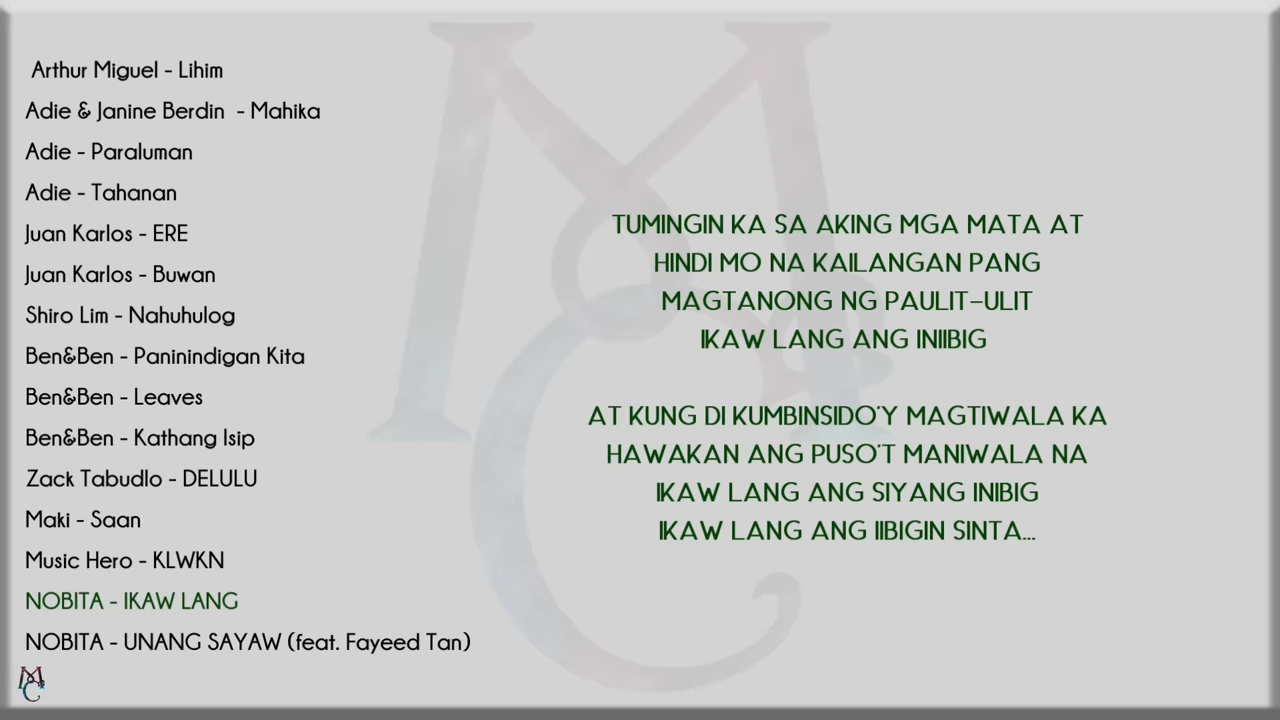 Arthur Miguel - Lihim
Adie & Janine Berdin - Mahika
Adie - Paraluman
Adie - Tahanan
Juan Karlos - ERE
Juan Karlos - Buwan
Shiro Lim - Nahuhulog
Ben&Ben - Paninindigan Kita
Ben&Ben - Leaves
Ben&Ben - Kathang Isip
Zack Tabudlo - DELULU
Maki - Saan
Music Hero - KLWKN
NOBITA - IKAW LANG
NOBITA - UNANG SAYAW (feat. Fayeed Tan)
TUMINGIN KA SA AKING MGA MATA AT
HINDI MO NA KAILANGAN PANG
MAGTANONG NG PAULIT-ULIT
IKAW LANG ANG INIIBIG
AT KUNG DI KUMBINSIDO'Y MAGTIWALA KA
HAWAKAN ANG PUSO'T MANIWALA NA
IKAW LANG ANG SIYANG INIBIG
IKAW LANG ANG IIBIGIN SINTA...